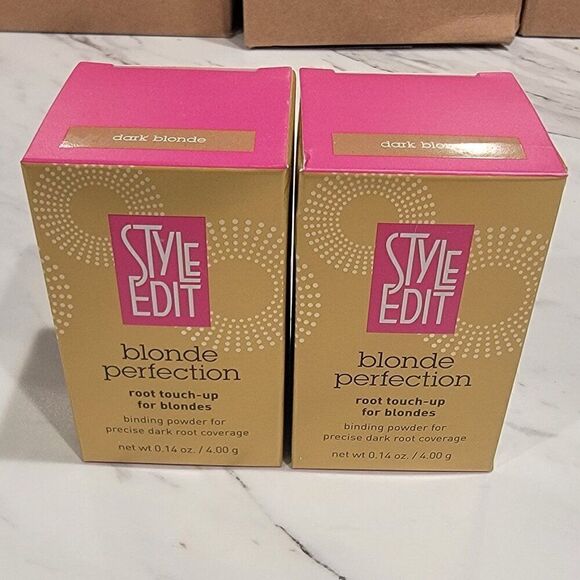 dark blonde
STYLE
EDIT
blonde
perfection
root touch-up
for blondes
binding powder for
precise dark root coverage
net wt 0.14 oz. / 4.00 g
dark blonde
STYLE
EDIT
blonde
perfection
root touch-up
for blondes
binding powder for
precise dark root coverage
net wt 0.14 oz. / 4.00 g